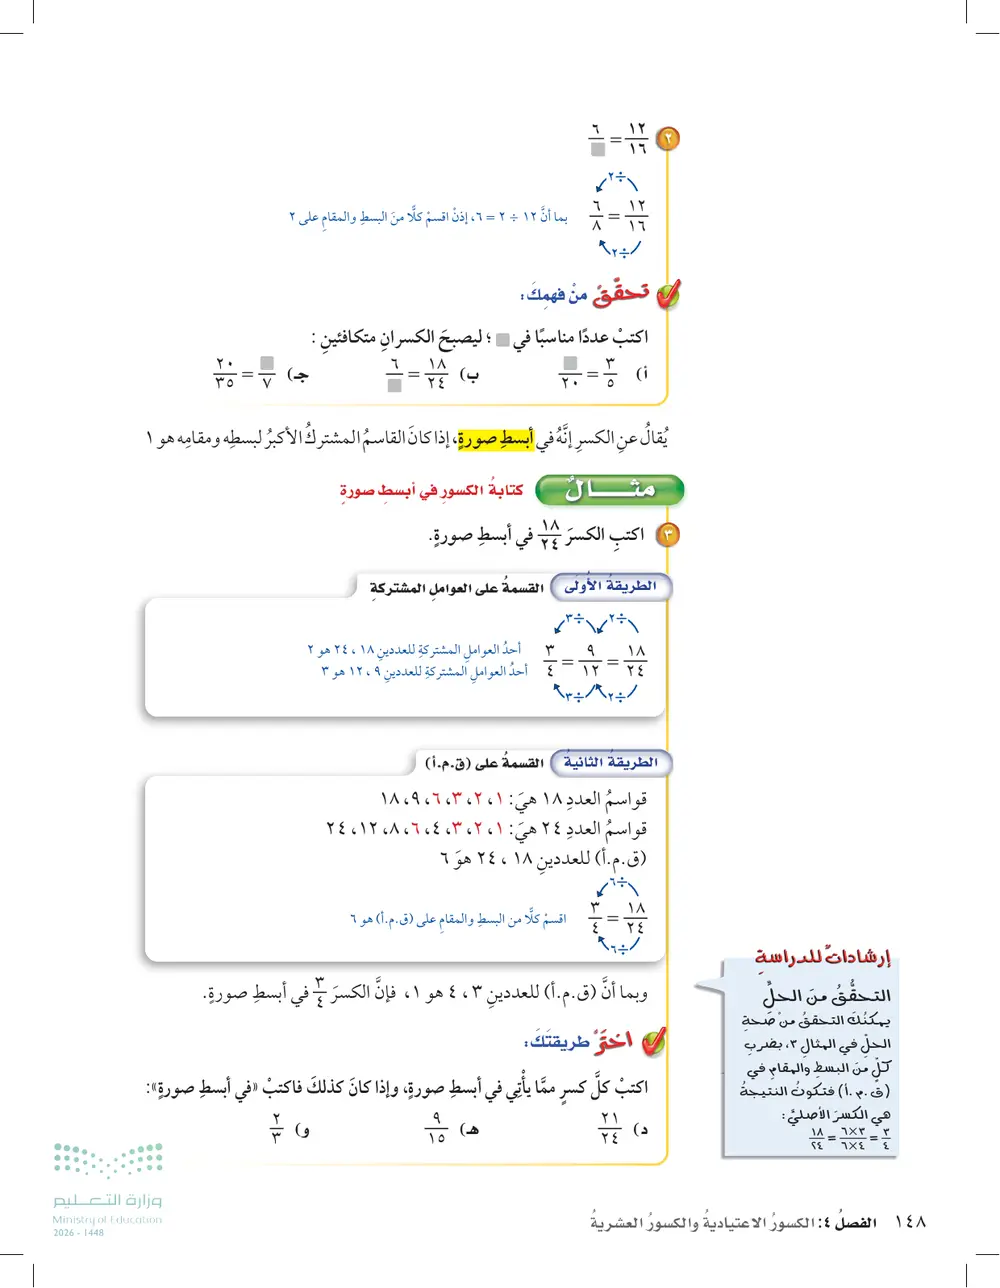 ٢ ١٢/١٦ = ٦/■
÷٢
١٢/١٦ = ٦/٨ بما أنَّ ١٢ ÷ ٢ = ٦، إذنْ اقسمْ كلًّا منَ البسطِ والمقامِ على ٢
÷٢
تحقَّقْ منْ فهمِكَ:
اكتبْ عددًا مناسبًا في ■ ؛ ليصبحَ الكسرانِ متكافئينِ :
أ) ٣/٥ = ■/٢٠ ب) ١٨/٢٤ = ٦/■ جـ) ■/٧ = ٢٠/٣٥
يُقالُ عنِ الكسرِ إنَّهُ في أبسطِ صورةٍ، إذا كانَ القاسمُ المشتركُ الأكبرُ لبسطِه ومقامِه هو ١
مثـــال كتابةُ الكسورِ في أبسطِ صورةٍ
٣ اكتبِ الكسرَ ١٨/٢٤ في أبسطِ صورةٍ.
الطريقةُ الأُولَى القسمةُ على العواملِ المشتركةِ
÷٢ ÷٣
١٨/٢٤ = ٩/١٢ = ٣/٤
أحدُ العواملِ المشتركةِ للعددينِ ١٨ ، ٢٤ هو ٢
أحدُ العواملِ المشتركةِ للعددينِ ٩ ، ١٢ هو ٣
÷٢ ÷٣
الطريقةُ الثانيةُ القسمةُ على (ق.م.أ)
قواسمُ العددِ ١٨ هيَ: ١، ٢، ٣، ٦، ٩، ١٨
قواسمُ العددِ ٢٤ هيَ: ١، ٢، ٣، ٤، ٦، ٨، ١٢، ٢٤
(ق.م.أ) للعددينِ ١٨ ، ٢٤ هوَ ٦
÷٦
١٨/٢٤ = ٣/٤ اقسمْ كلًّا من البسطِ والمقامِ على (ق.م.أ) هو ٦
÷٦
وبما أنَّ (ق.م.أ) للعددينِ ٣ ، ٤ هو ١، فإنَّ الكسرَ ٣/٤ في أبسطِ صورةٍ.
اخترْ طريقتَكَ:
اكتبْ كلَّ كسرٍ ممَّا يأْتِي في أبسطِ صورةٍ، وإذا كانَ كذلكَ فاكتبْ «في أبسطِ صورةٍ»:
د) ٢١/٢٤ هـ) ٩/١٥ و) ٢/٣
إرشاداتٌ للدراسةِ
التحقُّقُ منَ الحلِّ
يمكنُكَ التحققُ منْ صَحةِ
الحلِّ في المثالِ ٣، بضربِ
كلٍّ منَ البسطِ والمقامِ في
(ق.م.أ) فتكونُ النتيجةُ
هي الكسرَ الأصليَّ:
٣/٤ = ٣×٦/٤×٦ = ١٨/٢٤
وزارة التعـــليم
Ministry of Education
2026 - 1448
١٤٨ الفصلُ ٤: الكسورُ الاعتياديةُ والكسورُ العشريةُ